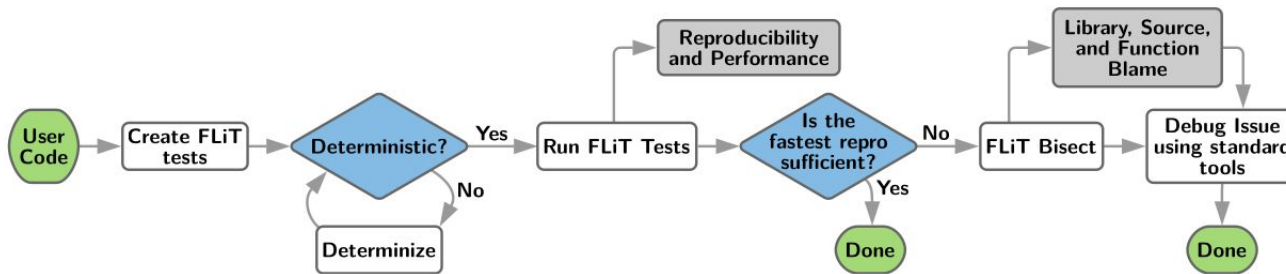 User
Code
Create FLiT
tests
Deterministic?
Yes
No
Determinize
Run FLiT Tests
Reproducibility
and Performance
Is the
fastest repro
sufficient?
Yes
Done
No
FLiT Bisect
Library, Source,
and Function
Blame
Debug Issue
using standard
tools
Done